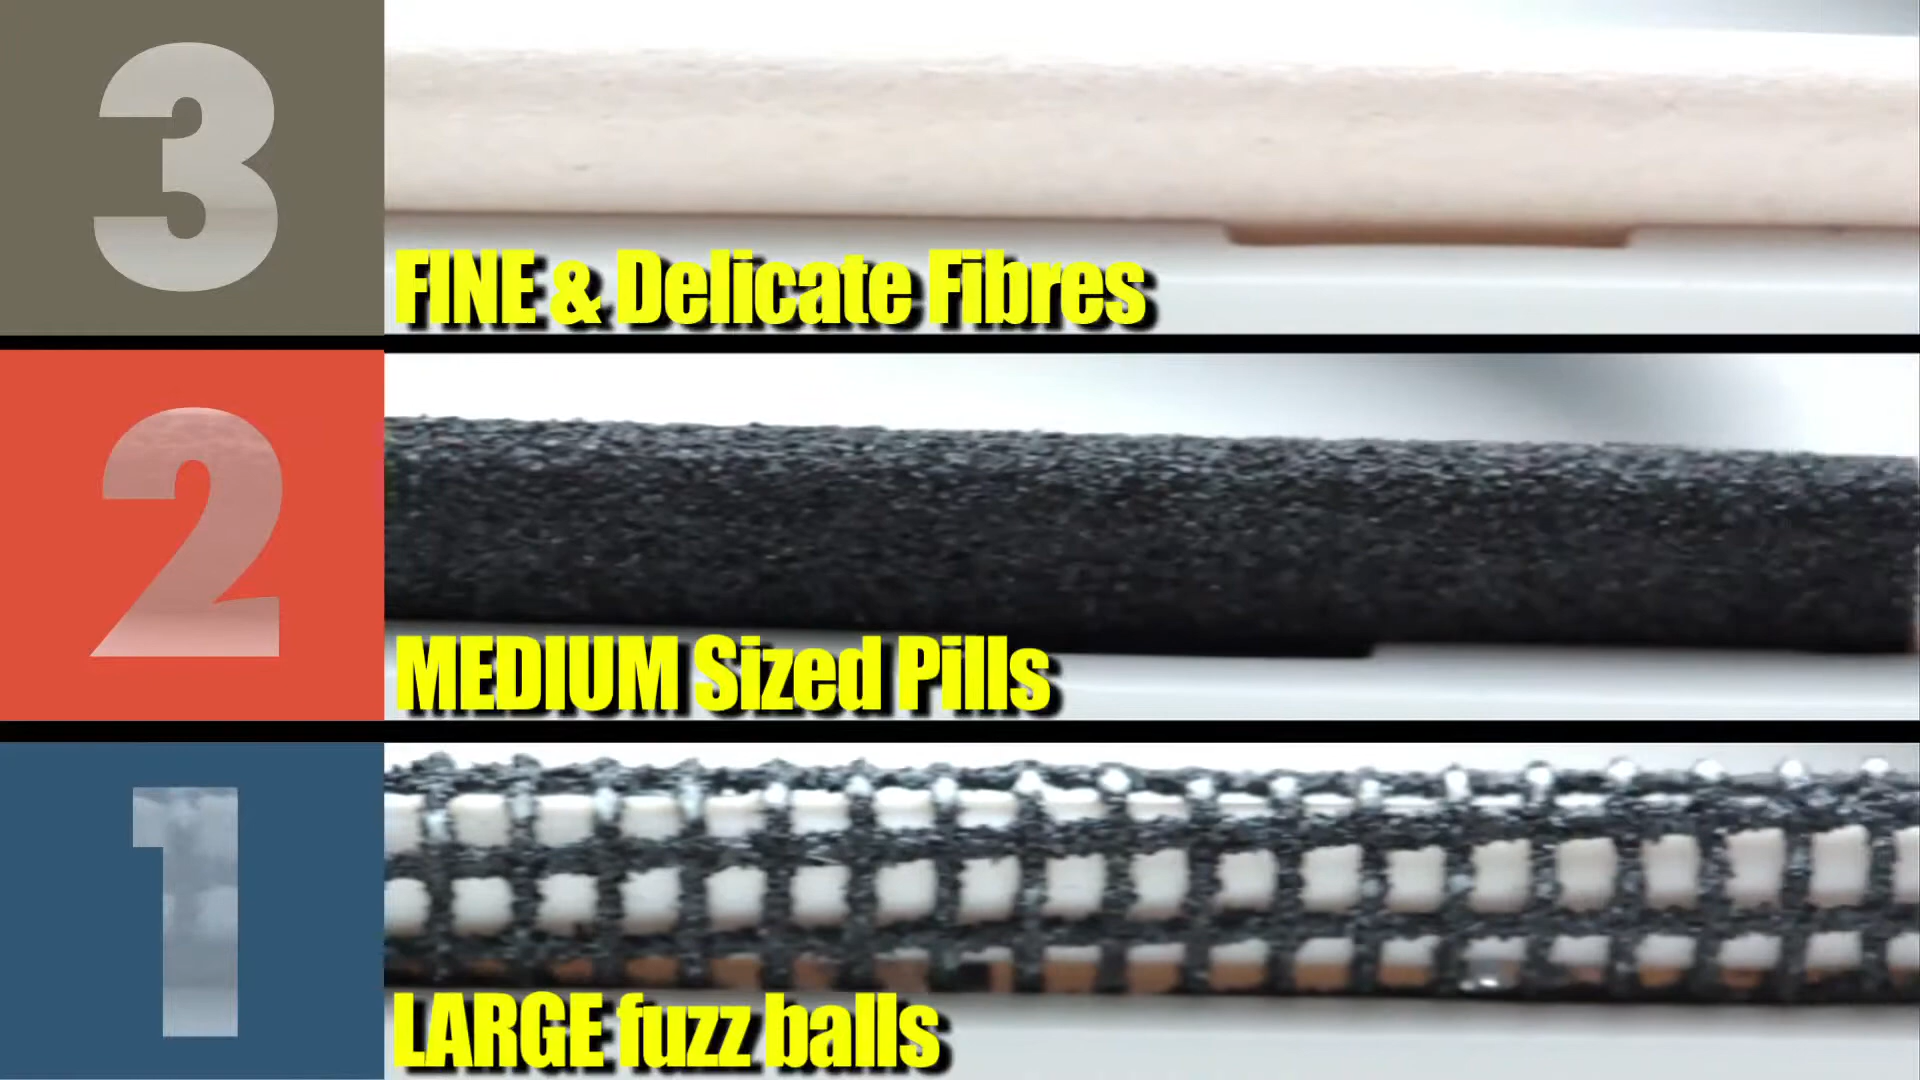 3
FINE & Delicate Fibres
2
MEDIUM Sized Pills
1
LARGE fuzz balls